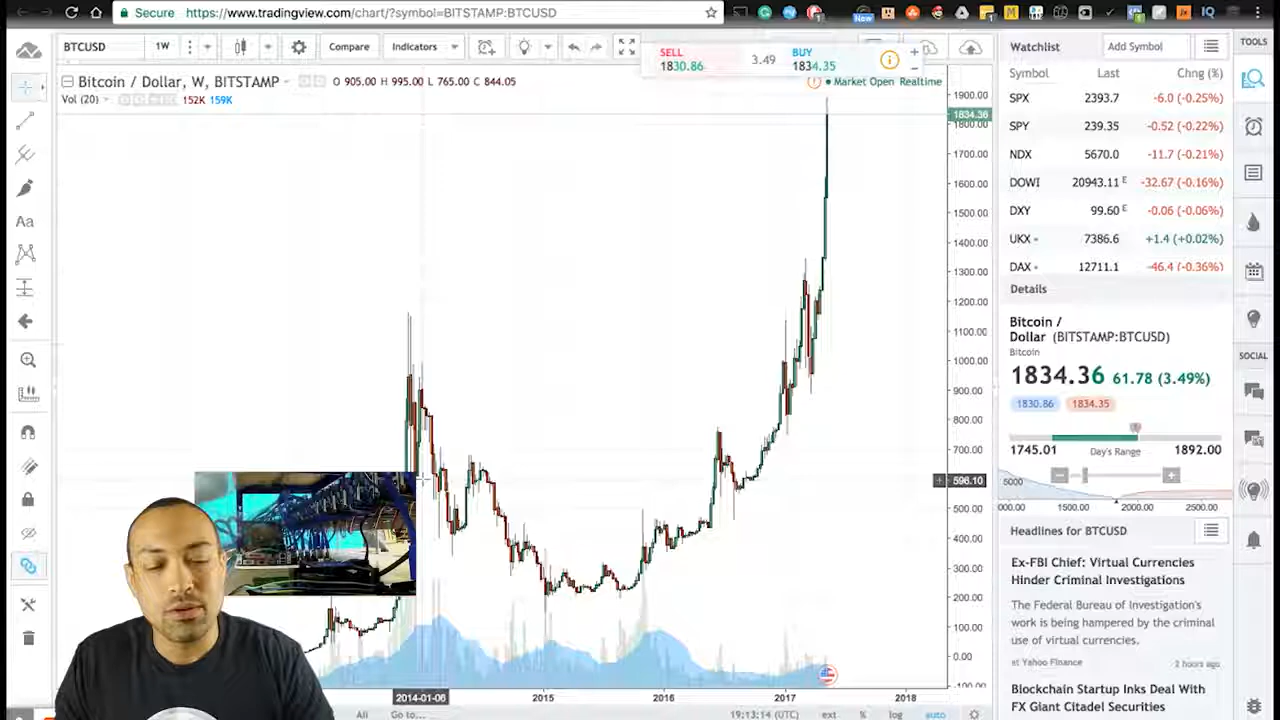 Secure https://www.tradingview.com/chart/?symbol=BITSTAMP:BTCUSD
New
BTCUSD 1W Compare Indicators
SELL
1830.86
3.49
BUY
1834.35
Bitcoin / Dollar, W, BITSTAMP O 905.00 H 995.00 L 765.00 C 844.05
Market Open Realtime
Vol (20) 152K 159K
Aa
1900.00
1834.36
1800.00
1700.00
1600.00
1500.00
1400.00
1300.00
1200.00
1100.00
1000.00
900.00
800.00
700.00
596.10
500.00
400.00
300.00
200.00
100.00
0.00
-100.00
2014-01-06 2015 2016 2017 2018
All Go to... 19:13:14 (UTC) ext % log auto
Watchlist Add Symbol
Symbol Last Chng (%)
SPX 2393.7 -6.0 (-0.25%)
SPY 239.35 -0.52 (-0.22%)
NDX 5670.0 -11.7 (-0.21%)
DOWI 20943.11 E -32.67 (-0.16%)
DXY 99.60 E -0.06 (-0.06%)
UKX 7386.6 +1.4 (+0.02%)
DAX 12711.1 -46.4 (-0.36%)
Details
Bitcoin /
Dollar (BITSTAMP:BTCUSD)
Bitcoin
1834.36 61.78 (3.49%)
1830.86 1834.35
1745.01 Day's Range 1892.00
5000
000.00 1500.00 2000.00 2500.00
Headlines for BTCUSD
Ex-FBI Chief: Virtual Currencies
Hinder Criminal Investigations
The Federal Bureau of Investigation's
work is being hampered by the criminal
use of virtual currencies.
at Yahoo Finance 2 hours ago
Blockchain Startup Inks Deal With
FX Giant Citadel Securities
TOOLS
SOCIAL